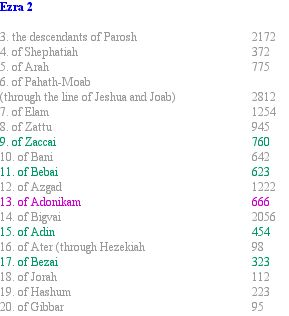 Ezra 2
3. the descendants of Parosh 2172
4. of Shephatiah 372
5. of Arah 775
6. of Pahath-Moab
(through the line of Jeshua and Joab) 2812
7. of Elam 1254
8. of Zattu 945
9. of Zaccai 760
10. of Bani 642
11. of Bebai 623
12. of Azgad 1222
13. of Adonikam 666
14. of Bigvai 2056
15. of Adin 454
16. of Ater (through Hezekiah 98
17. of Bezai 323
18. of Jorah 112
19. of Hashum 223
20. of Gibbar 95